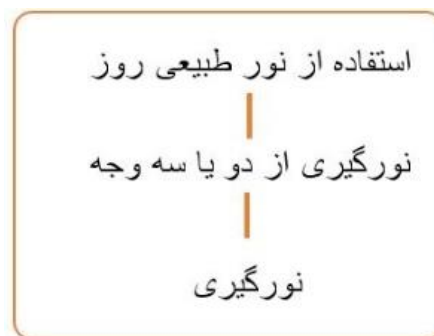 استفاده از نور طبیعی روز
نورگیری از دو یا سه وجه
نورگیری